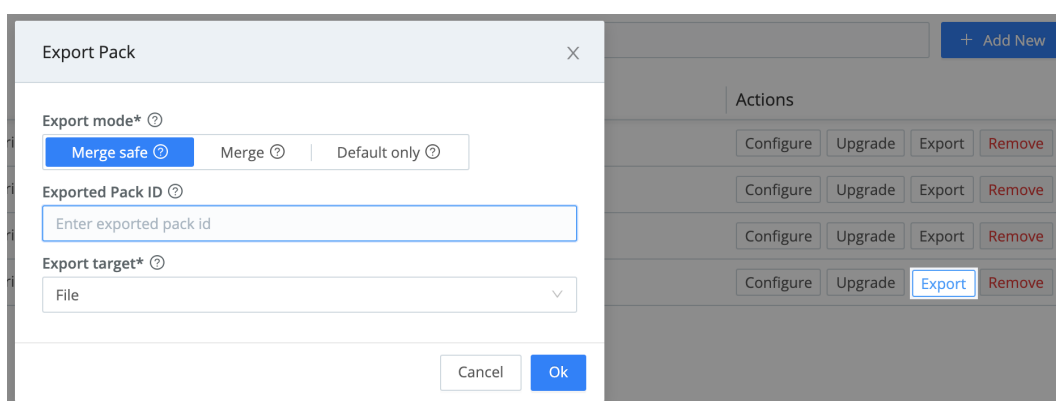 Export Pack
+ Add New
Actions
Export mode*
Merge safe Merge Default only
Configure Upgrade Export Remove
Exported Pack ID
Configure Upgrade Export Remove
Enter exported pack id
Configure Upgrade Export Remove
Export target*
File
Configure Upgrade Export Remove
Cancel Ok